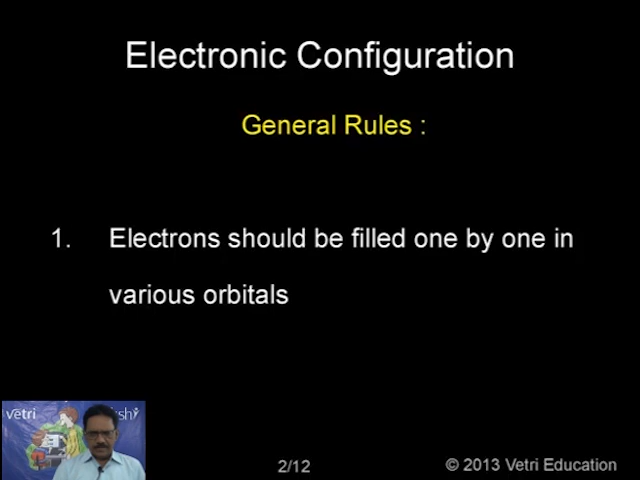 Electronic Configuration
General Rules :
1. Electrons should be filled one by one in
various orbitals
vetri
2/12
© 2013 Vetri Education